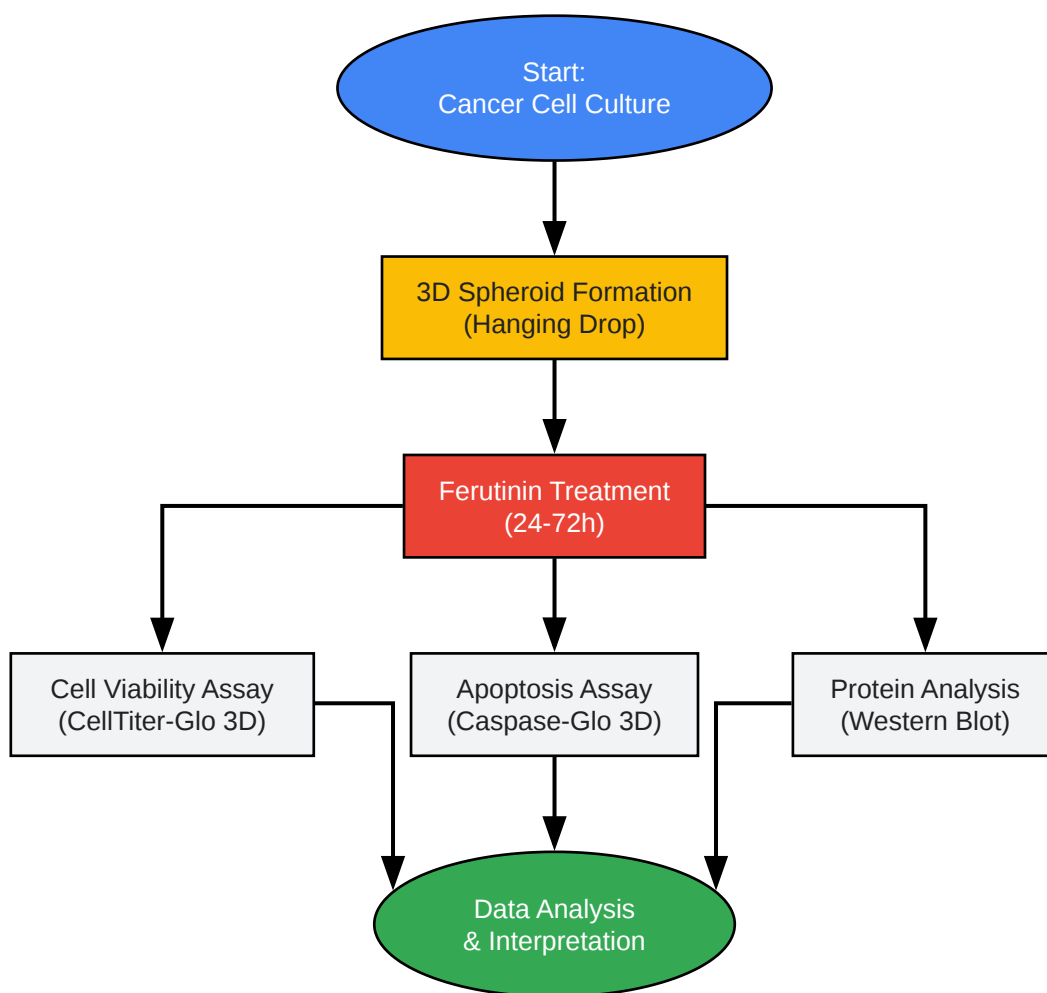 Start:
Cancer Cell Culture
3D Spheroid Formation
(Hanging Drop)
Ferutinin Treatment
(24-72h)
Cell Viability Assay
(CellTiter-Glo 3D)
Apoptosis Assay
(Caspase-Glo 3D)
Protein Analysis
(Western Blot)
Data Analysis
& Interpretation